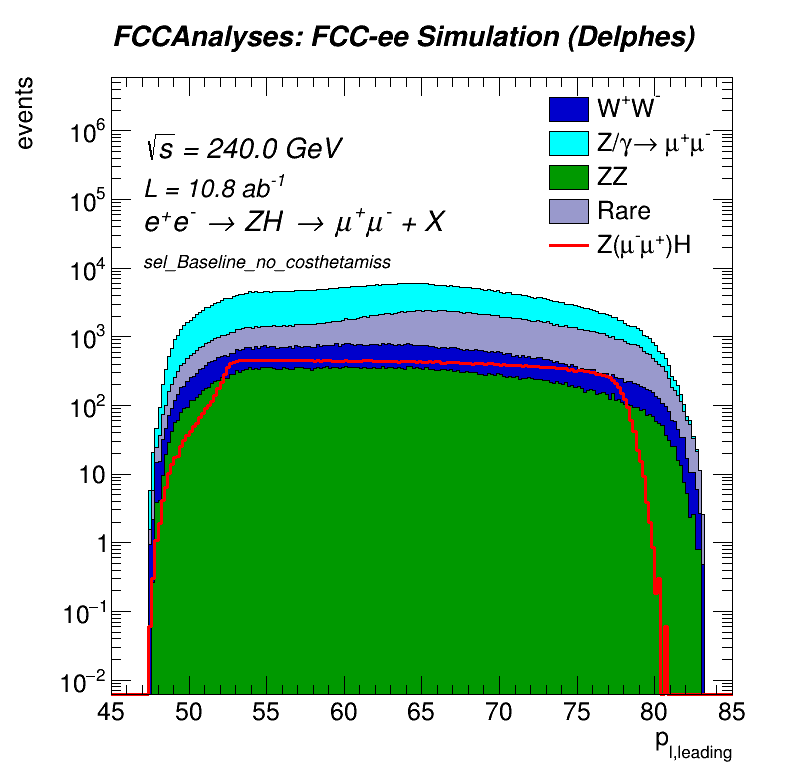 FCCAnalyses: FCC-ee Simulation (Delphes)
events
√s = 240.0 GeV
L = 10.8 ab⁻¹
e⁺e⁻ → ZH → μ⁺μ⁻ + X
sel_Baseline_no_costhetamiss
W⁺W⁻
Z/γ→ μ⁺μ⁻
ZZ
Rare
Z(μ⁻μ⁺)H
10⁶
10⁵
10⁴
10³
10²
10
1
10⁻¹
10⁻²
45 50 55 60 65 70 75 80 85
p_l,leading